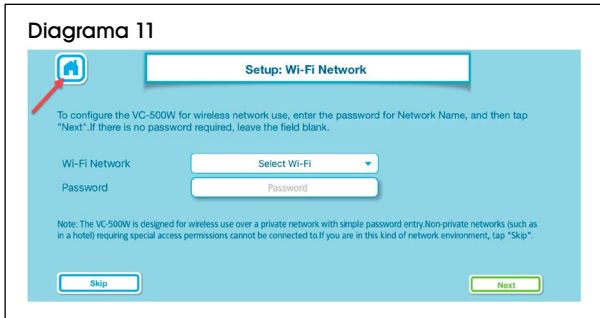 Diagrama 11
Setup: Wi-Fi Network
To configure the VC-500W for wireless network use, enter the password for Network Name, and then tap
"Next".If there is no password required, leave the field blank.
Wi-Fi Network
Select Wi-Fi
Password
Password
Note: The VC-500W is designed for wireless use over a private network with simple password entry.Non-private networks (such as
in a hotel) requiring special access permissions cannot be connected to.If you are in this kind of network environment, tap "Skip".
Skip
Next